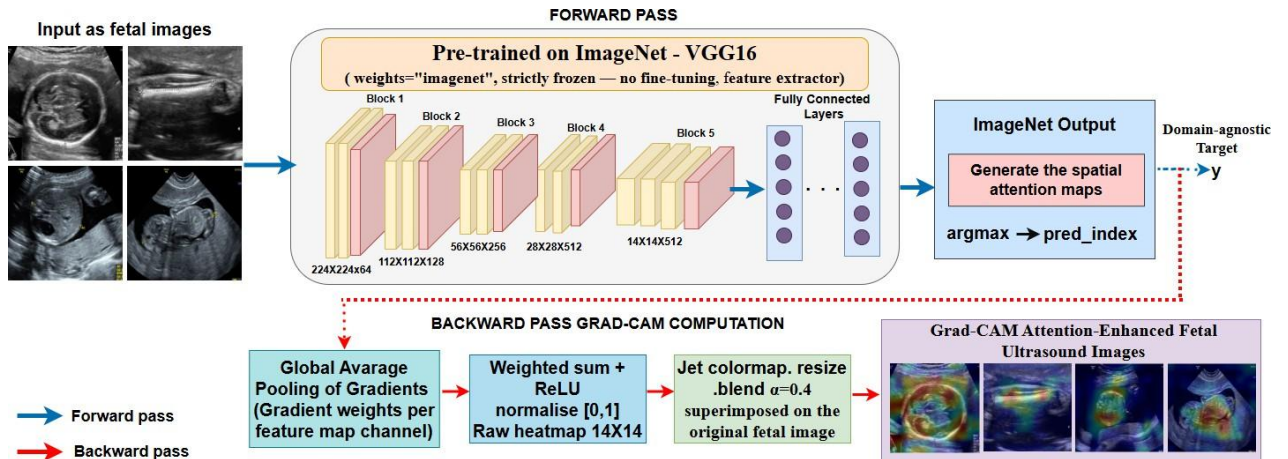 FORWARD PASS
Input as fetal images
Pre-trained on ImageNet - VGG16
( weights="imagenet", strictly frozen — no fine-tuning, feature extractor)
Block 1
Block 2
Block 3
Block 4
Block 5
224X224x64
112X112X128
56X56X256
28X28X512
14X14X512
Fully Connected
Layers
. . .
ImageNet Output
Generate the spatial
attention maps
argmax → pred_index
Domain-agnostic
Target
y
BACKWARD PASS GRAD-CAM COMPUTATION
Global Avarage
Pooling of Gradients
(Gradient weights per
feature map channel)
Weighted sum +
ReLU
normalise [0,1]
Raw heatmap 14X14
Jet colormap. resize
.blend α=0.4
superimposed on the
original fetal image
Grad-CAM Attention-Enhanced Fetal
Ultrasound Images
Forward pass
Backward pass